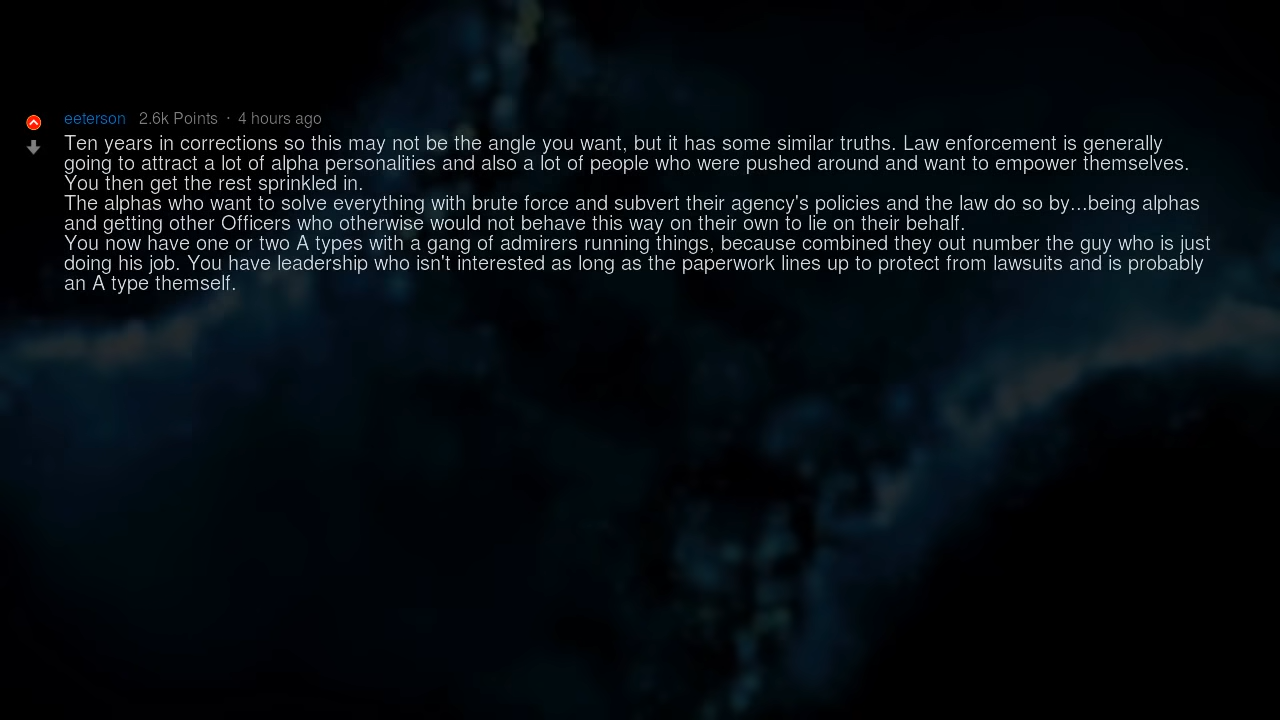 eeterson 2.6k Points · 4 hours ago
Ten years in corrections so this may not be the angle you want, but it has some similar truths. Law enforcement is generally
going to attract a lot of alpha personalities and also a lot of people who were pushed around and want to empower themselves.
You then get the rest sprinkled in.
The alphas who want to solve everything with brute force and subvert their agency's policies and the law do so by...being alphas
and getting other Officers who otherwise would not behave this way on their own to lie on their behalf.
You now have one or two A types with a gang of admirers running things, because combined they out number the guy who is just
doing his job. You have leadership who isn't interested as long as the paperwork lines up to protect from lawsuits and is probably
an A type themself.